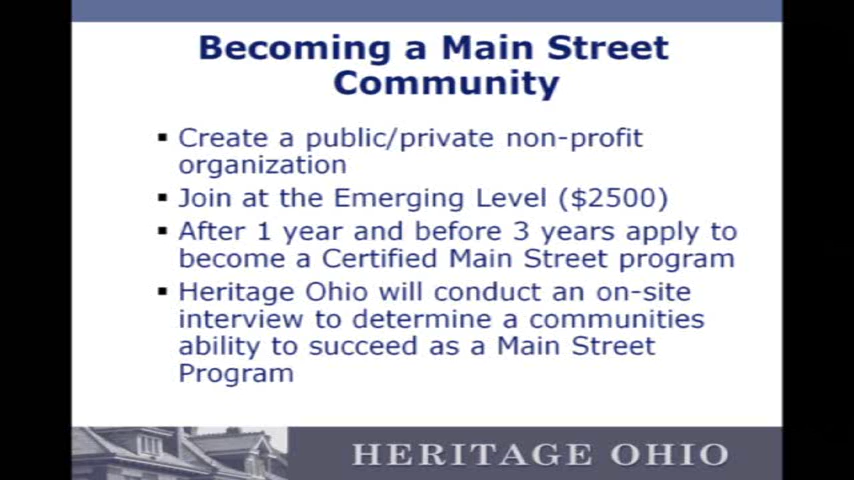 Becoming a Main Street
Community
▪ Create a public/private non-profit
organization
▪ Join at the Emerging Level ($2500)
▪ After 1 year and before 3 years apply to
become a Certified Main Street program
▪ Heritage Ohio will conduct an on-site
interview to determine a communities
ability to succeed as a Main Street
Program
HERITAGE OHIO